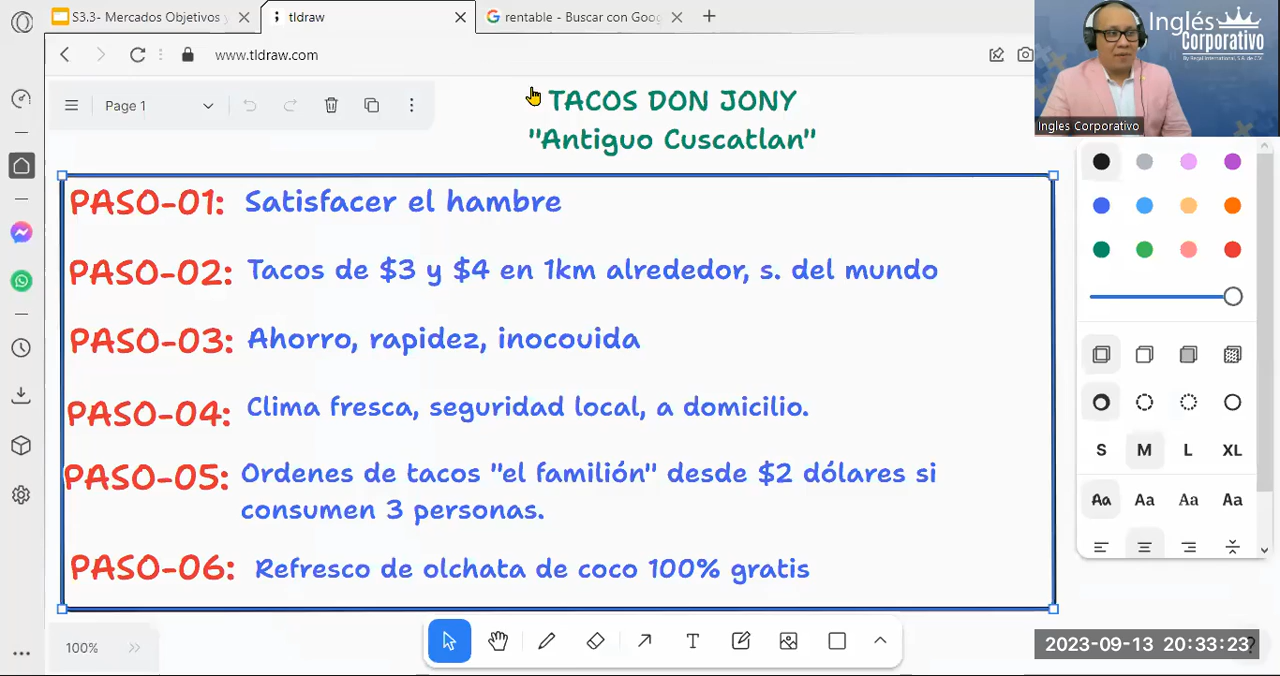 S3.3- Mercados Objetivos y
tldraw
rentable - Buscar con Goog
www.tldraw.com
Page 1
Inglés
Corporativo
By Regal International, S.A. de C.V.
Ingles Corporativo
TACOS DON JONY
"Antiguo Cuscatlan"
PASO-01: Satisfacer el hambre
PASO-02: Tacos de $3 y $4 en 1km alrededor, s. del mundo
PASO-03: Ahorro, rapidez, inocouida
PASO-04: Clima fresca, seguridad local, a domicilio.
PASO-05: Ordenes de tacos "el familión" desde $2 dólares si
consumen 3 personas.
PASO-06: Refresco de olchata de coco 100% gratis
S M L XL
Aa Aa Aa Aa
100%
2023-09-13 20:33:23